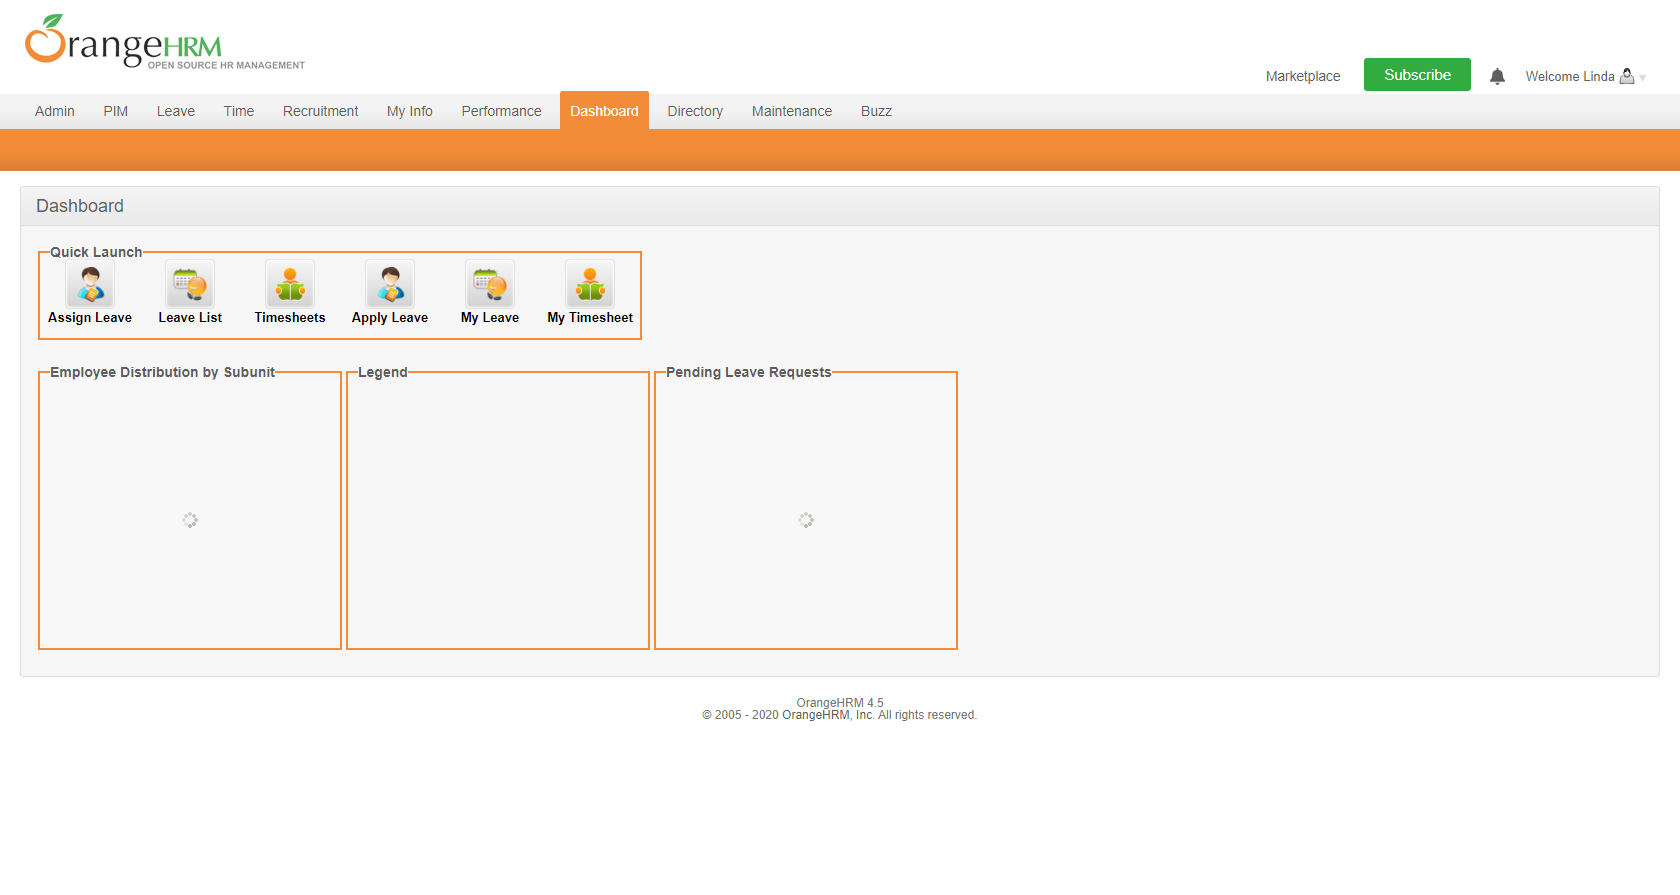 OrangeHRM
OPEN SOURCE HR MANAGEMENT
Marketplace Subscribe Welcome Linda
Admin PIM Leave Time Recruitment My Info Performance Dashboard Directory Maintenance Buzz
Dashboard
Quick Launch
Assign Leave Leave List Timesheets Apply Leave My Leave My Timesheet
Employee Distribution by Subunit Legend Pending Leave Requests
OrangeHRM 4.5
© 2005 - 2020 OrangeHRM, Inc. All rights reserved.